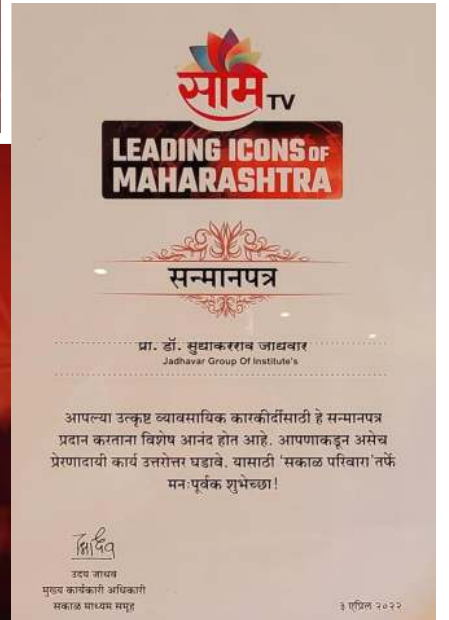 साम TV
LEADING ICONS OF
MAHARASHTRA
सन्मानपत्र
प्रा. डॉ. सुधाकरराव जाधवार
Jadhavar Group Of Institute's
आपल्या उत्कृष्ट व्यावसायिक कारकीर्दीसाठी हे सन्मानपत्र
प्रदान करताना विशेष आनंद होत आहे. आपणाकडून असेच
प्रेरणादायी कार्य उत्तरोत्तर घडावे. यासाठी 'सकाळ परिवारा'तर्फे
मनःपूर्वक शुभेच्छा!
उदय जाधव
मुख्य कार्यकारी अधिकारी
सकाळ माध्यम समूह
३ एप्रिल २०२२